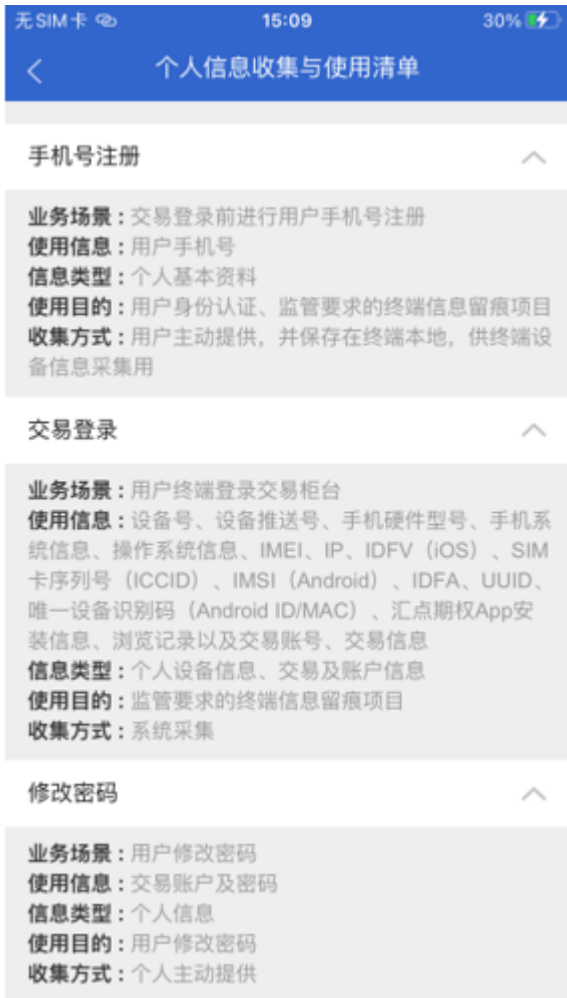 无SIM卡 15:09 30%
个人信息收集与使用清单
手机号注册
业务场景：交易登录前进行用户手机号注册
使用信息：用户手机号
信息类型：个人基本资料
使用目的：用户身份认证、监管要求的终端信息留痕项目
收集方式：用户主动提供，并保存在终端本地，供终端设
备信息采集用
交易登录
业务场景：用户终端登录交易柜台
使用信息：设备号、设备推送号、手机硬件型号、手机系
统信息、操作系统信息、IMEI、IP、IDFV（iOS）、SIM
卡序列号（ICCID）、IMSI（Android）、IDFA、UUID、
唯一设备识别码（Android ID/MAC）、汇点期权App安
装信息、浏览记录以及交易账号、交易信息
信息类型：个人设备信息、交易及账户信息
使用目的：监管要求的终端信息留痕项目
收集方式：系统采集
修改密码
业务场景：用户修改密码
使用信息：交易账户及密码
信息类型：个人信息
使用目的：用户修改密码
收集方式：个人主动提供